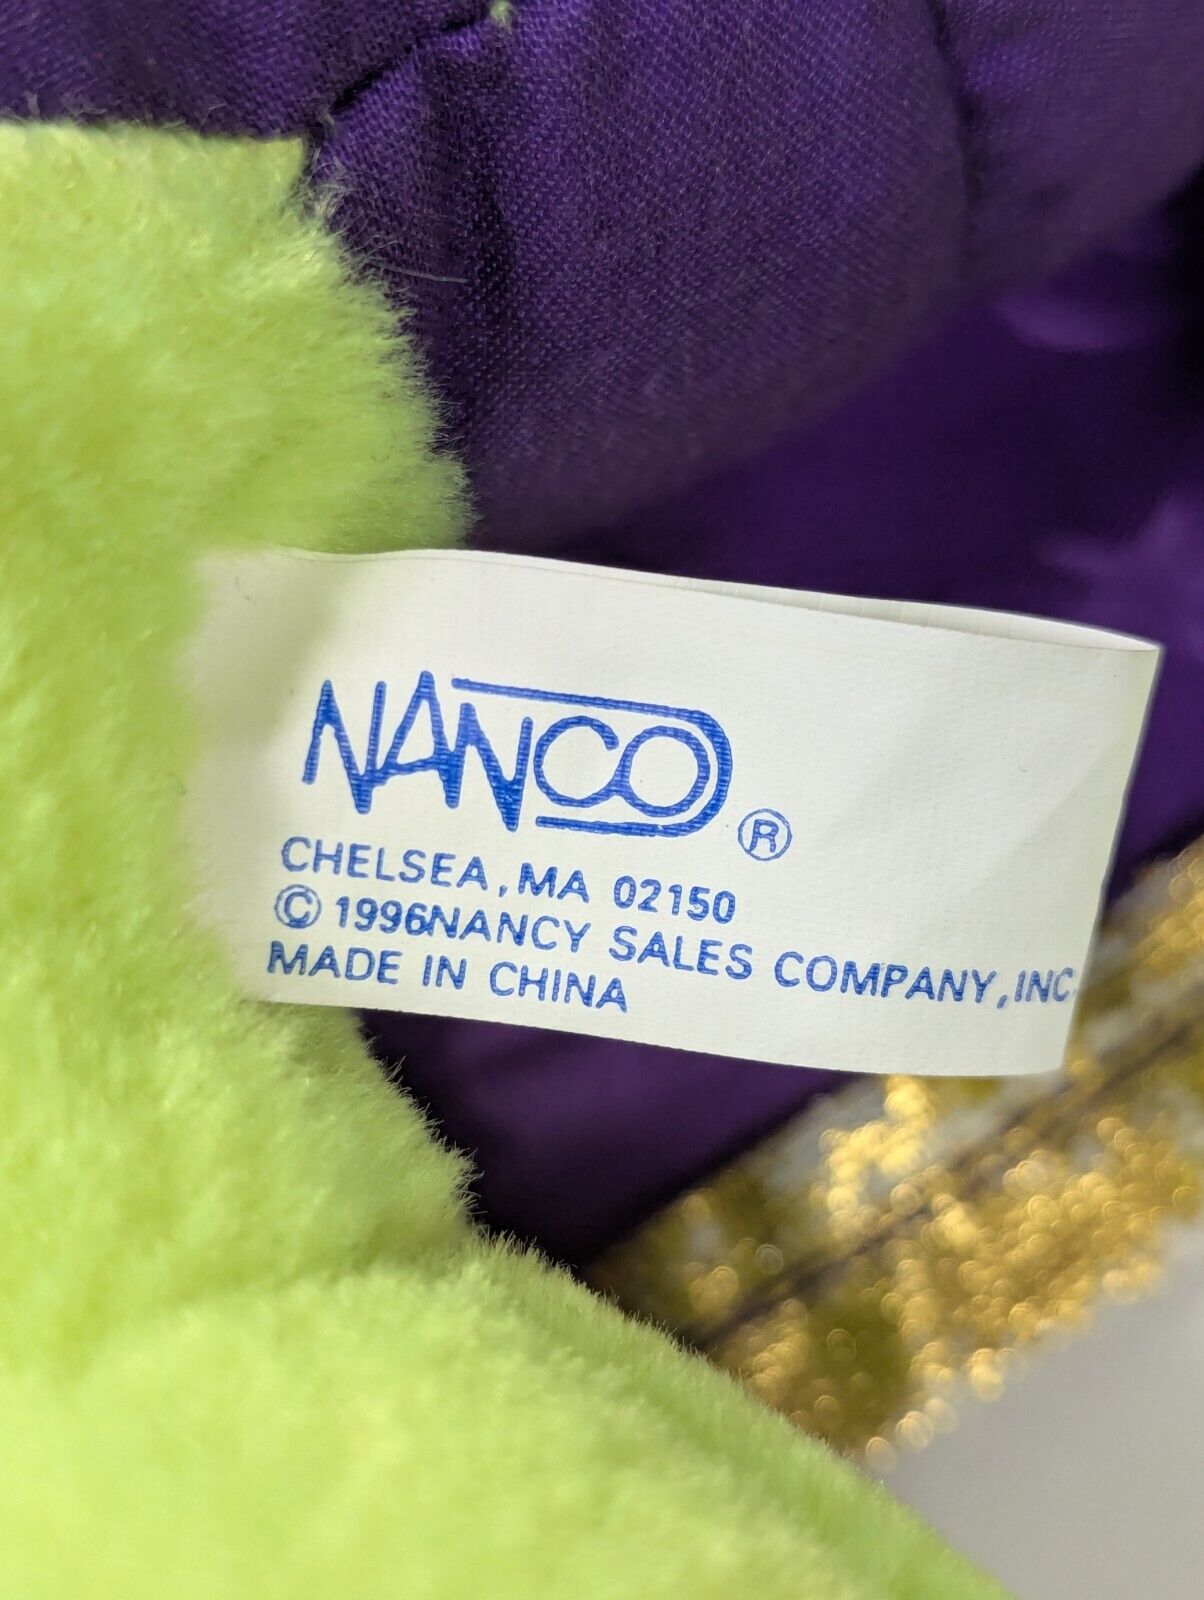 NANCO ®
CHELSEA, MA 02150
© 1996NANCY SALES COMPANY, INC.
MADE IN CHINA